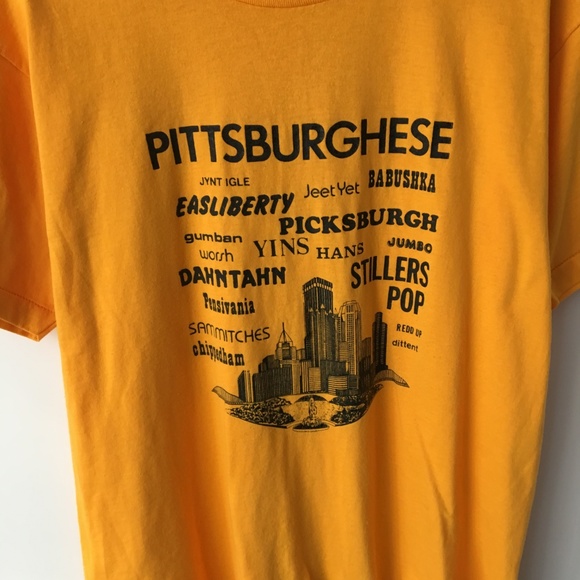 PITTSBURGHESE
JYNT IGLE
JeetYet
BABUSHKA
EASLIBERTY
PICKSBURGH
gumban
YINS
HANS
JUMBO
worsh
DAHNTAHN
STILLERS
Pensivania
POP
SAMMITCHES
REDD UP
dittent
chippedham